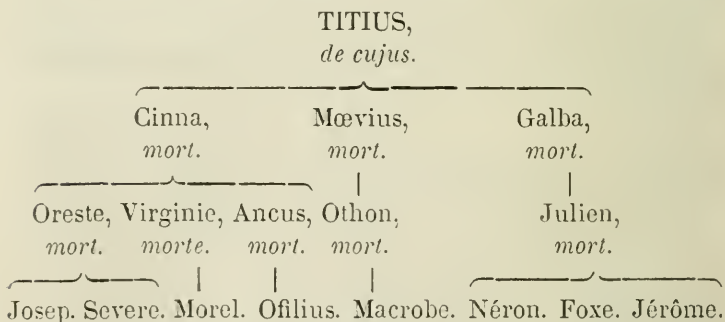 TITIUS,
de cujus.
Cinna, Mœvius, Galba,
mort. mort. mort.
Oreste, Virginie, Ancus, Othon, Julien,
mort. morte. mort. mort. mort.
Josep. Severe. Morel. Ofilius. Macrobe. Néron. Foxe. Jérôme.